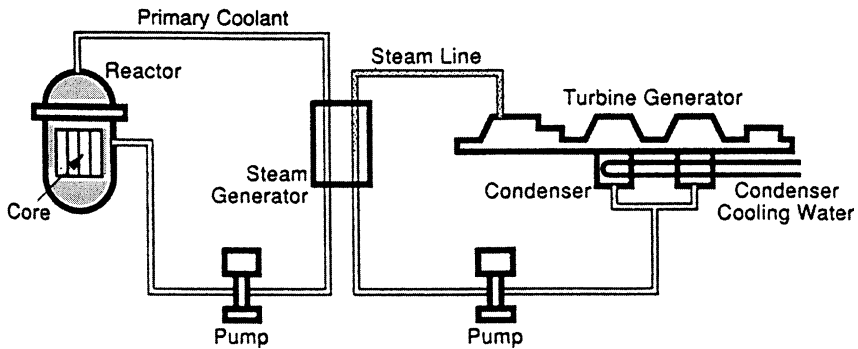 Primary Coolant
Reactor
Steam Line
Turbine Generator
Steam
Generator
Core
Condenser
Condenser
Cooling Water
Pump
Pump